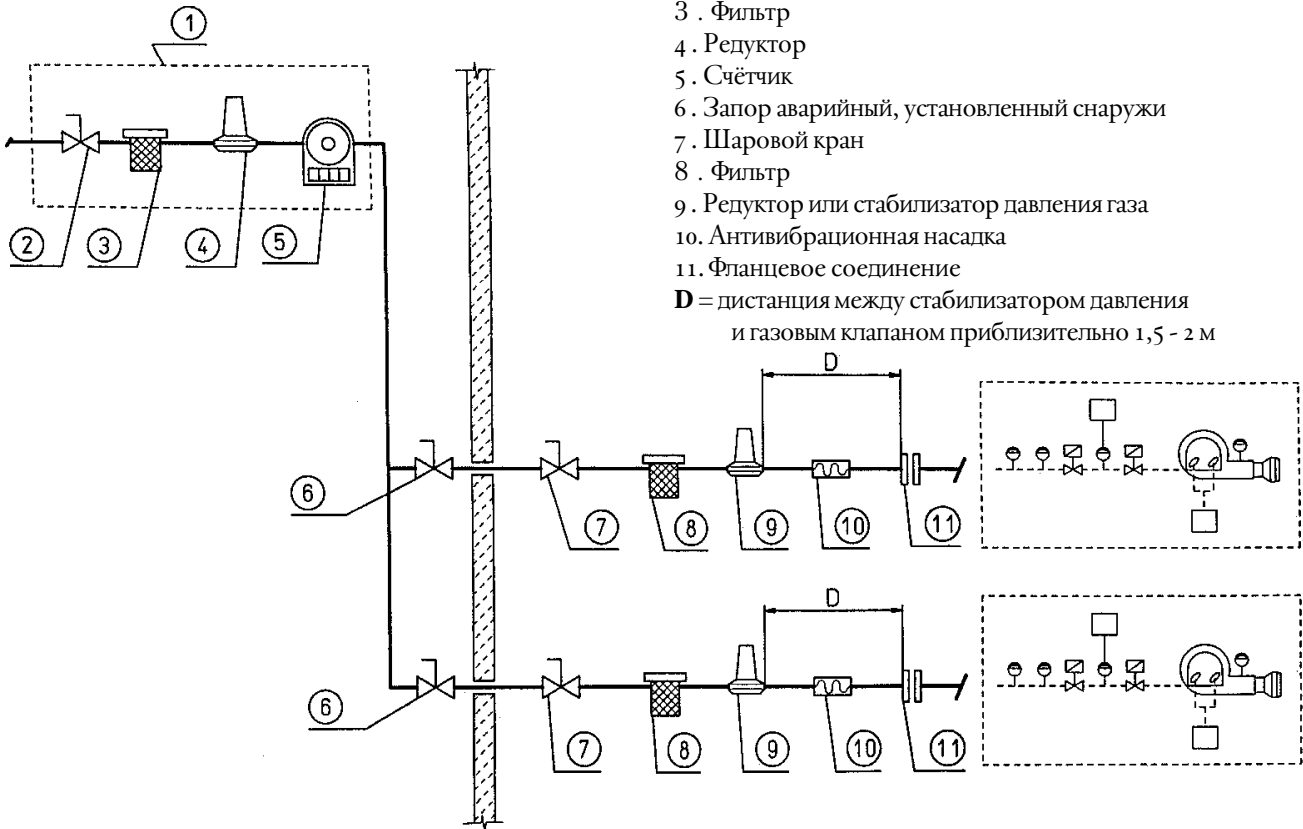 3 . Фильтр
4 . Редуктор
5 . Счётчик
6 . Запор аварийный, установленный снаружи
7 . Шаровой кран
8 . Фильтр
9 . Редуктор или стабилизатор давления газа
10. Антивибрационная насадка
11. Фланцевое соединение
D = дистанция между стабилизатором давления
и газовым клапаном приблизительно 1,5 - 2 м
1
2 3 4 5
D
6 7 8 9 10 11
D
6 7 8 9 10 11